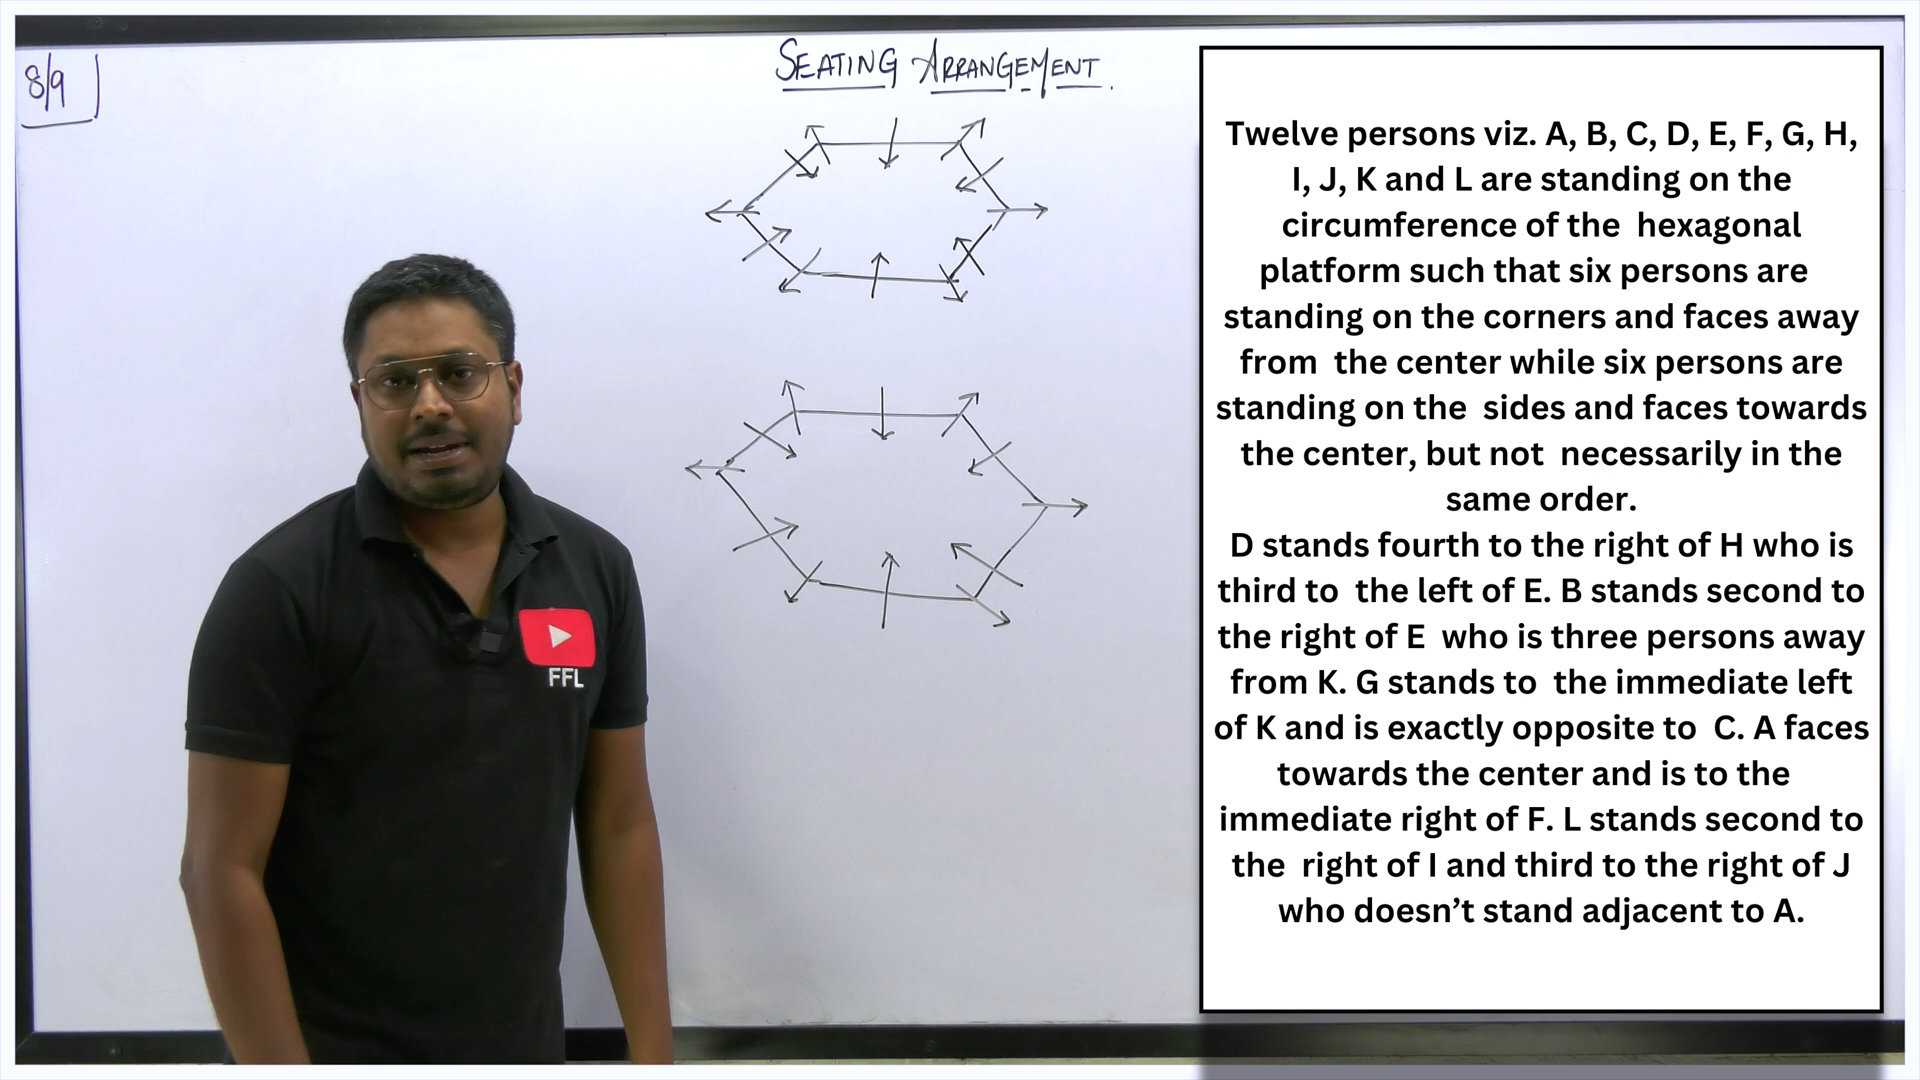 8/9
SEATING ARRANGEMENT.
Twelve persons viz. A, B, C, D, E, F, G, H,
I, J, K and L are standing on the
circumference of the hexagonal
platform such that six persons are
standing on the corners and faces away
from the center while six persons are
standing on the sides and faces towards
the center, but not necessarily in the
same order.
D stands fourth to the right of H who is
third to the left of E. B stands second to
the right of E who is three persons away
from K. G stands to the immediate left
of K and is exactly opposite to C. A faces
towards the center and is to the
immediate right of F. L stands second to
the right of I and third to the right of J
who doesn’t stand adjacent to A.
FFL